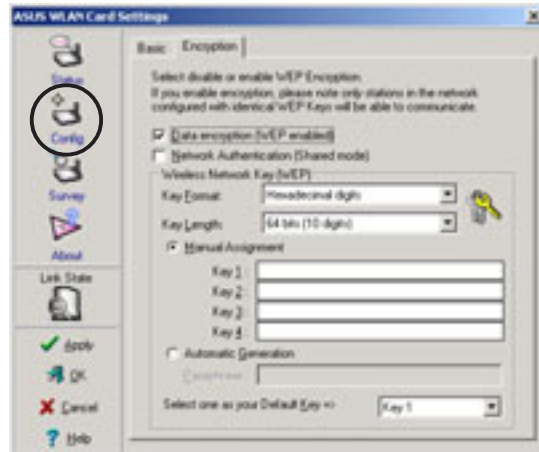 ASUS WLAN Card Settings
Status
Config
Survey
About
Link State
Apply
OK
Cancel
Help
Basic
Encryption
Select disable or enable WEP Encryption.
If you enable encryption, please note only stations in the network
configured with identical WEP Keys will be able to communicate.
Data encryption (WEP enabled)
Network Authentication (Shared mode)
Wireless Network Key (WEP)
Key Format: Hexadecimal digits
Key Length: 64 bits (10 digits)
Manual Assignment
Key 1:
Key 2:
Key 3:
Key 4:
Automatic Generation
Passphrase:
Select one as your Default Key => Key 1